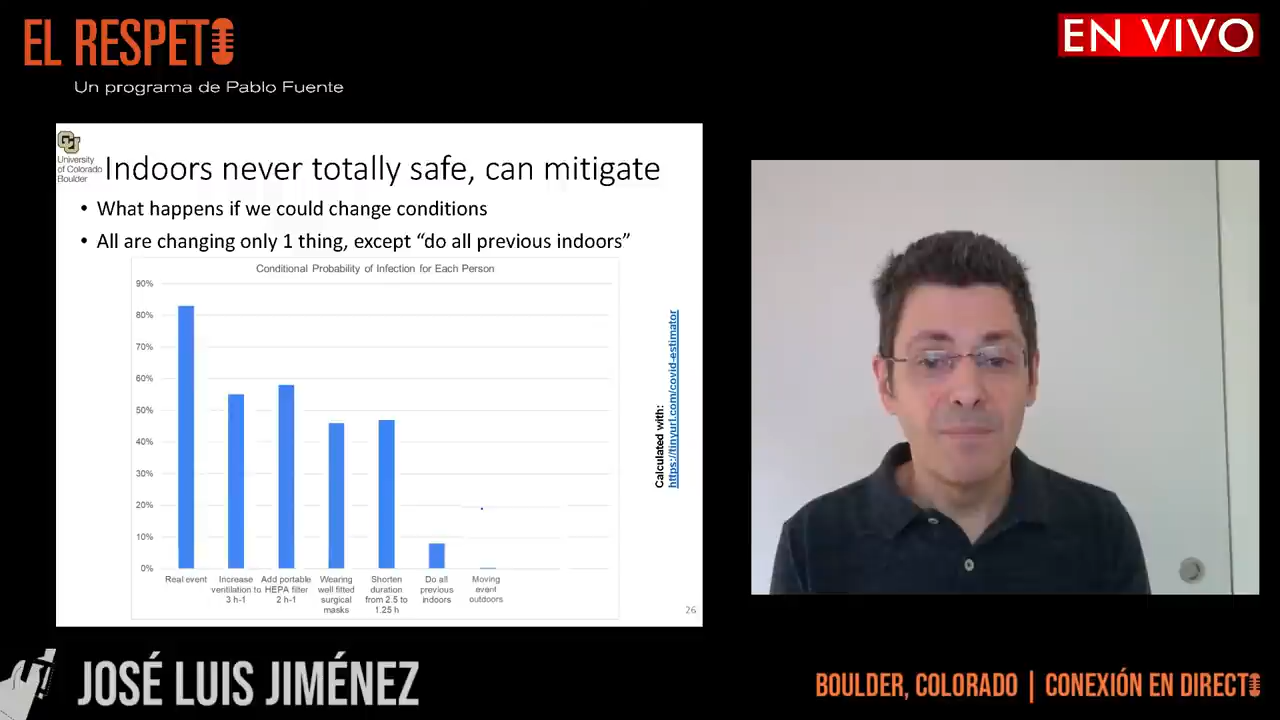 EL RESPETO
Un programa de Pablo Fuente
EN VIVO
CU
University
of Colorado
Boulder
Indoors never totally safe, can mitigate
• What happens if we could change conditions
• All are changing only 1 thing, except “do all previous indoors”
Conditional Probability of Infection for Each Person
90%
80%
70%
60%
50%
40%
30%
20%
10%
0%
Real event
Increase
ventilation to
3 h-1
Add portable
HEPA filter
2 h-1
Wearing
well fitted
surgical
masks
Shorten
duration
from 2.5 to
1.25 h
Do all
previous
indoors
Moving
event
outdoors
Calculated with:
https://tinyurl.com/covid-estimator
26
JOSÉ LUIS JIMÉNEZ
BOULDER, COLORADO | CONEXIÓN EN DIRECTO